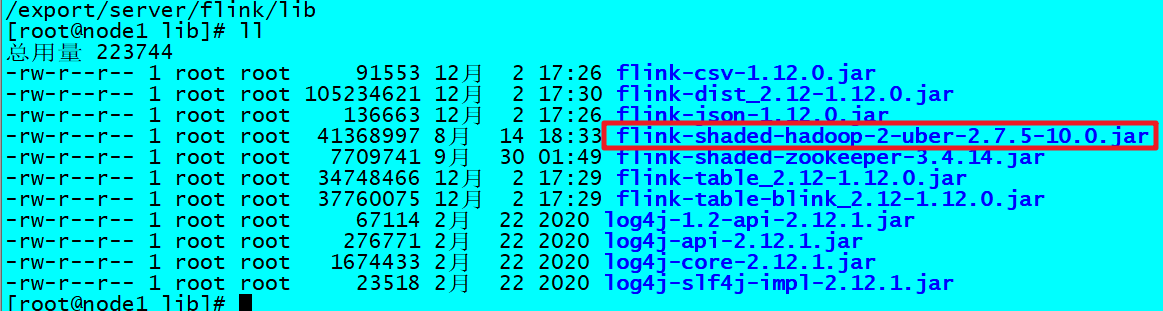 /export/server/flink/lib
[root@node1 lib]# ll
总用量 223744
-rw-r--r-- 1 root root     91553 12月  2 17:26 flink-csv-1.12.0.jar
-rw-r--r-- 1 root root 105234621 12月  2 17:30 flink-dist_2.12-1.12.0.jar
-rw-r--r-- 1 root root    136663 12月  2 17:26 flink-json-1.12.0.jar
-rw-r--r-- 1 root root  41368997 8月  14 18:33 flink-shaded-hadoop-2-uber-2.7.5-10.0.jar
-rw-r--r-- 1 root root   7709741 9月  30 01:49 flink-shaded-zookeeper-3.4.14.jar
-rw-r--r-- 1 root root  34748466 12月  2 17:29 flink-table_2.12-1.12.0.jar
-rw-r--r-- 1 root root  37760075 12月  2 17:29 flink-table-blink_2.12-1.12.0.jar
-rw-r--r-- 1 root root     67114 2月  22 2020 log4j-1.2-api-2.12.1.jar
-rw-r--r-- 1 root root    276771 2月  22 2020 log4j-api-2.12.1.jar
-rw-r--r-- 1 root root   1674433 2月  22 2020 log4j-core-2.12.1.jar
-rw-r--r-- 1 root root     23518 2月  22 2020 log4j-slf4j-impl-2.12.1.jar
[root@node1 lib]#